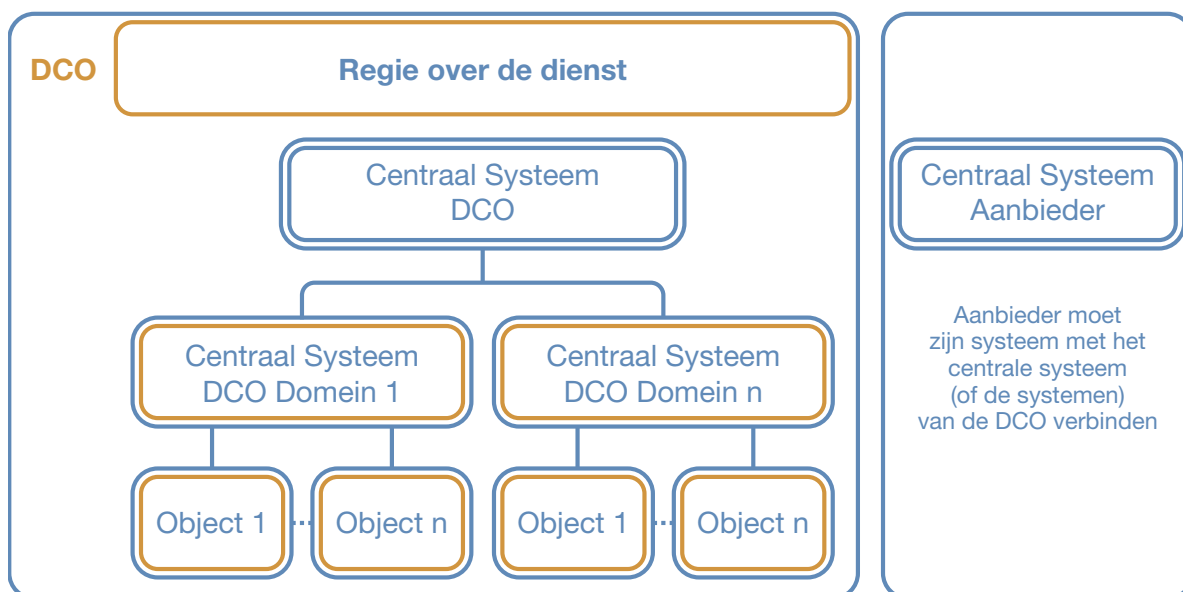 DCO
Regie over de dienst
Centraal Systeem
DCO
Centraal Systeem
DCO Domein 1
Centraal Systeem
DCO Domein n
Object 1
Object n
Object 1
Object n
Centraal Systeem
Aanbieder
Aanbieder moet
zijn systeem met het
centrale systeem
(of de systemen)
van de DCO verbinden